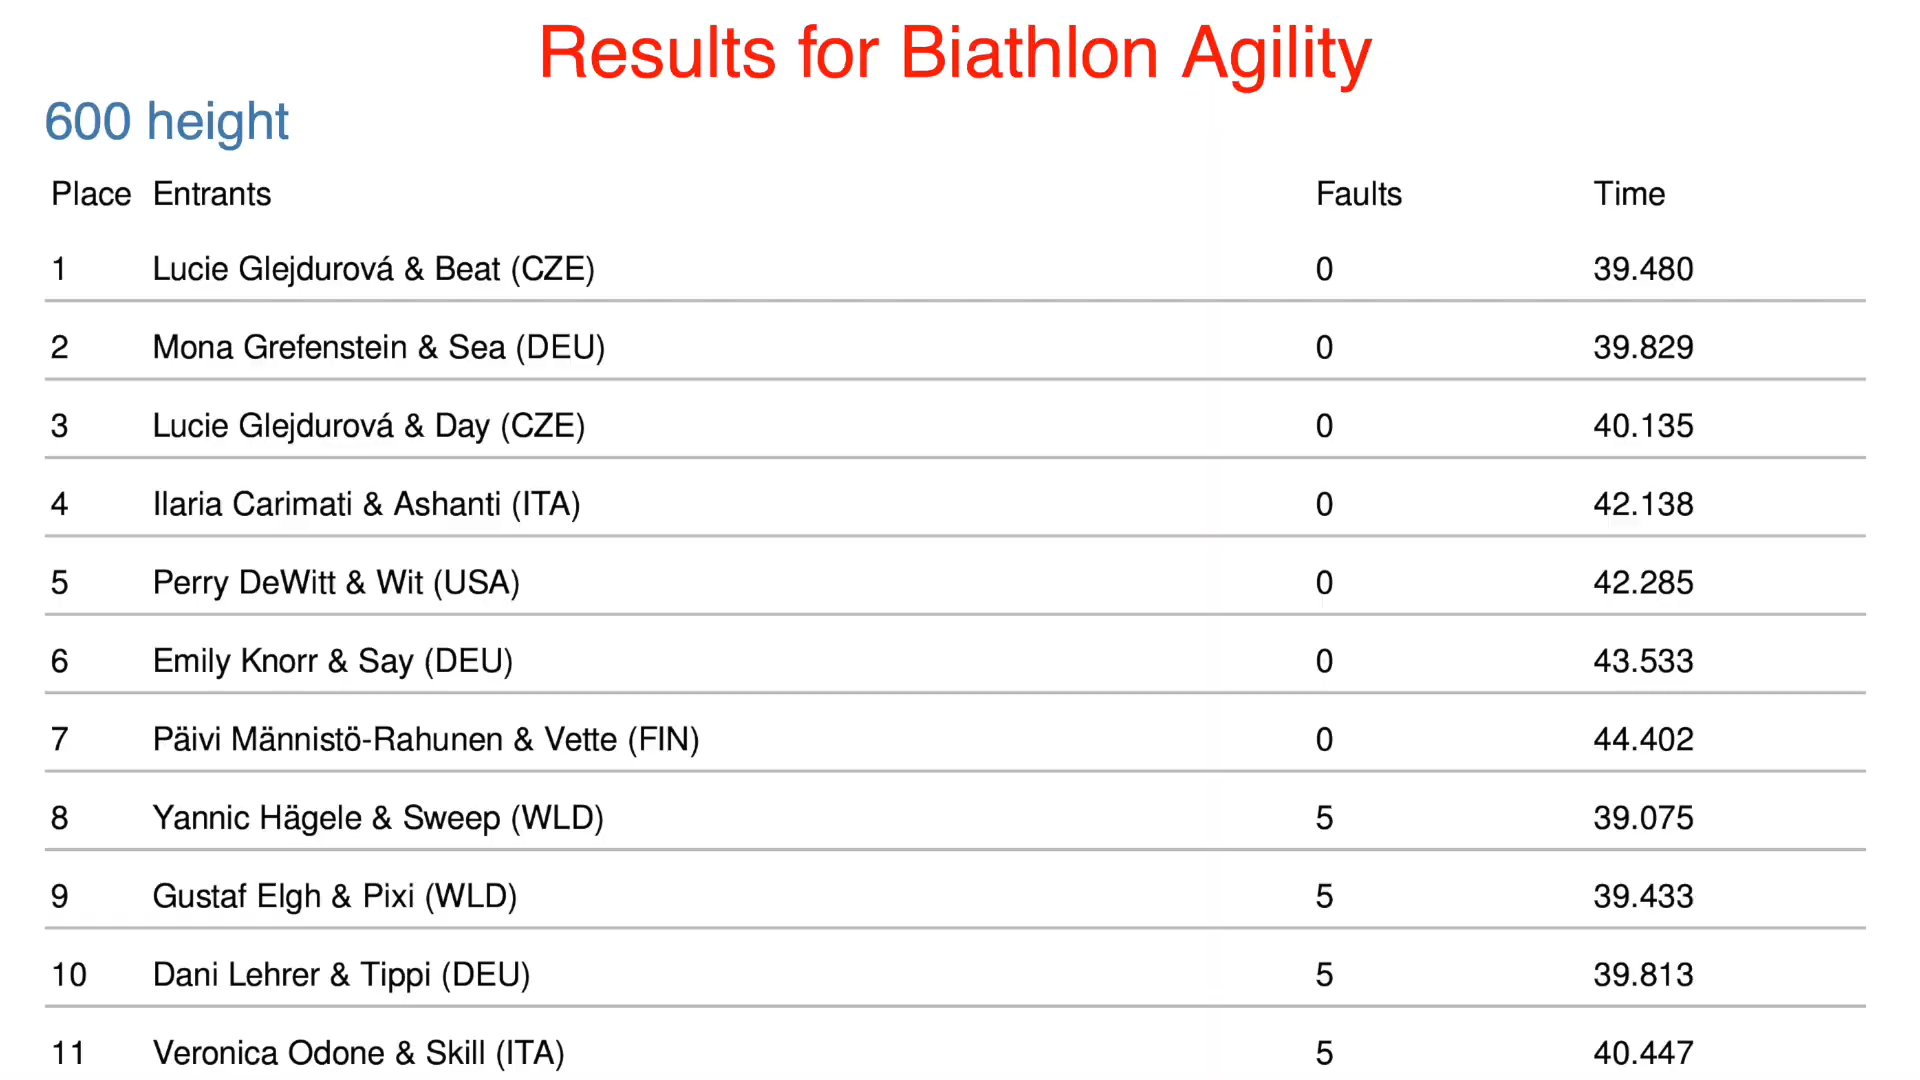 Results for Biathlon Agility
600 height
Place Entrants Faults Time
1 Lucie Glejdurová & Beat (CZE) 0 39.480
2 Mona Grefenstein & Sea (DEU) 0 39.829
3 Lucie Glejdurová & Day (CZE) 0 40.135
4 Ilaria Carimati & Ashanti (ITA) 0 42.138
5 Perry DeWitt & Wit (USA) 0 42.285
6 Emily Knorr & Say (DEU) 0 43.533
7 Päivi Männistö-Rahunen & Vette (FIN) 0 44.402
8 Yannic Hägele & Sweep (WLD) 5 39.075
9 Gustaf Elgh & Pixi (WLD) 5 39.433
10 Dani Lehrer & Tippi (DEU) 5 39.813
11 Veronica Odone & Skill (ITA) 5 40.447